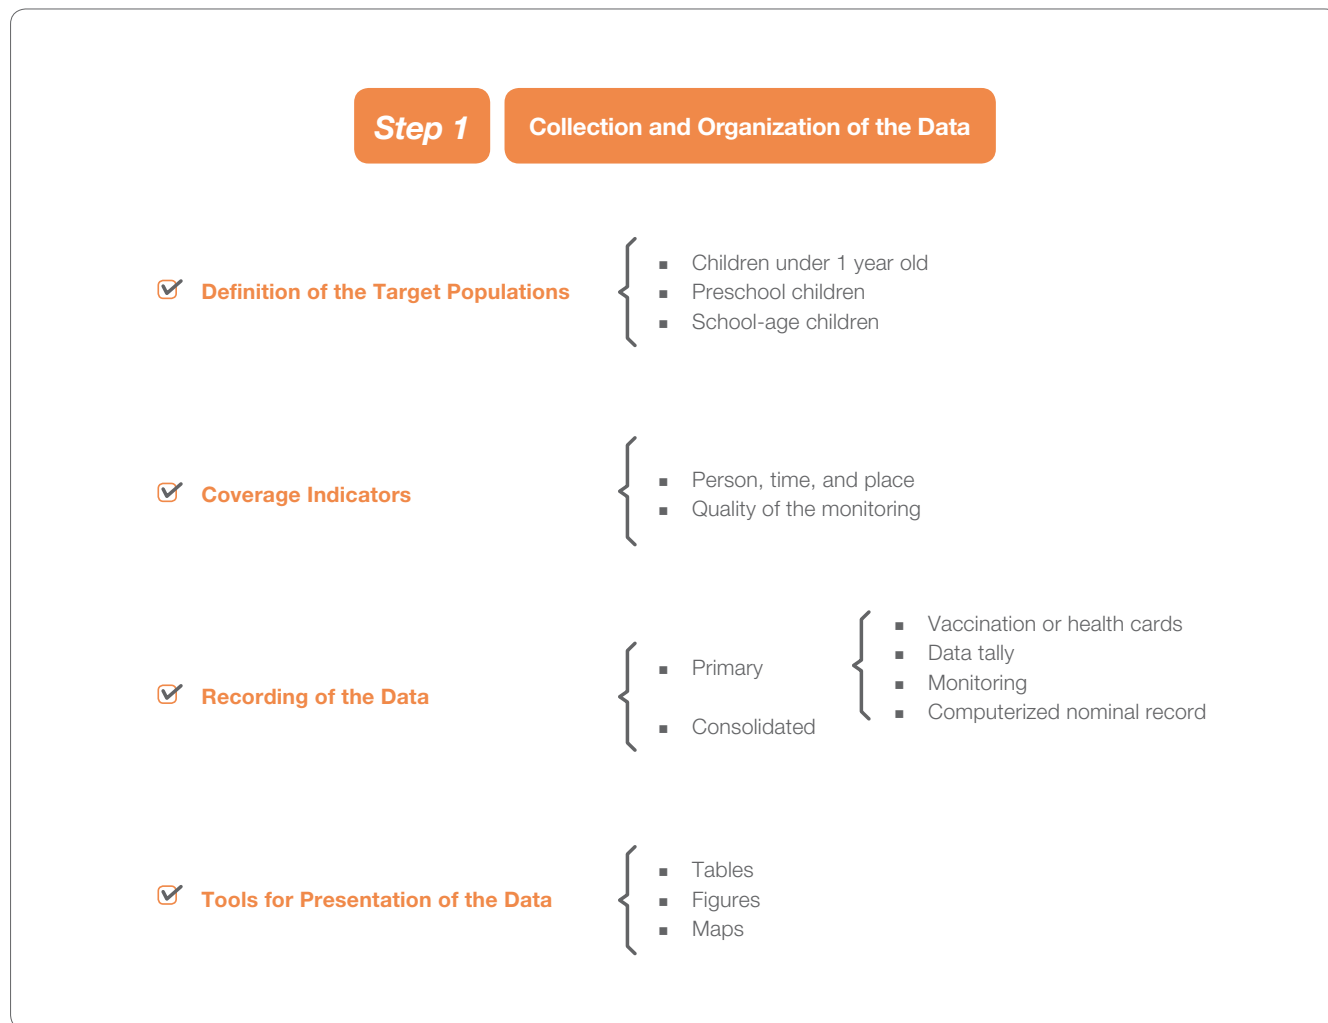 Step 1
Collection and Organization of the Data
Definition of the Target Populations
Children under 1 year old
Preschool children
School-age children
Coverage Indicators
Person, time, and place
Quality of the monitoring
Recording of the Data
Primary
Consolidated
Vaccination or health cards
Data tally
Monitoring
Computerized nominal record
Tools for Presentation of the Data
Tables
Figures
Maps